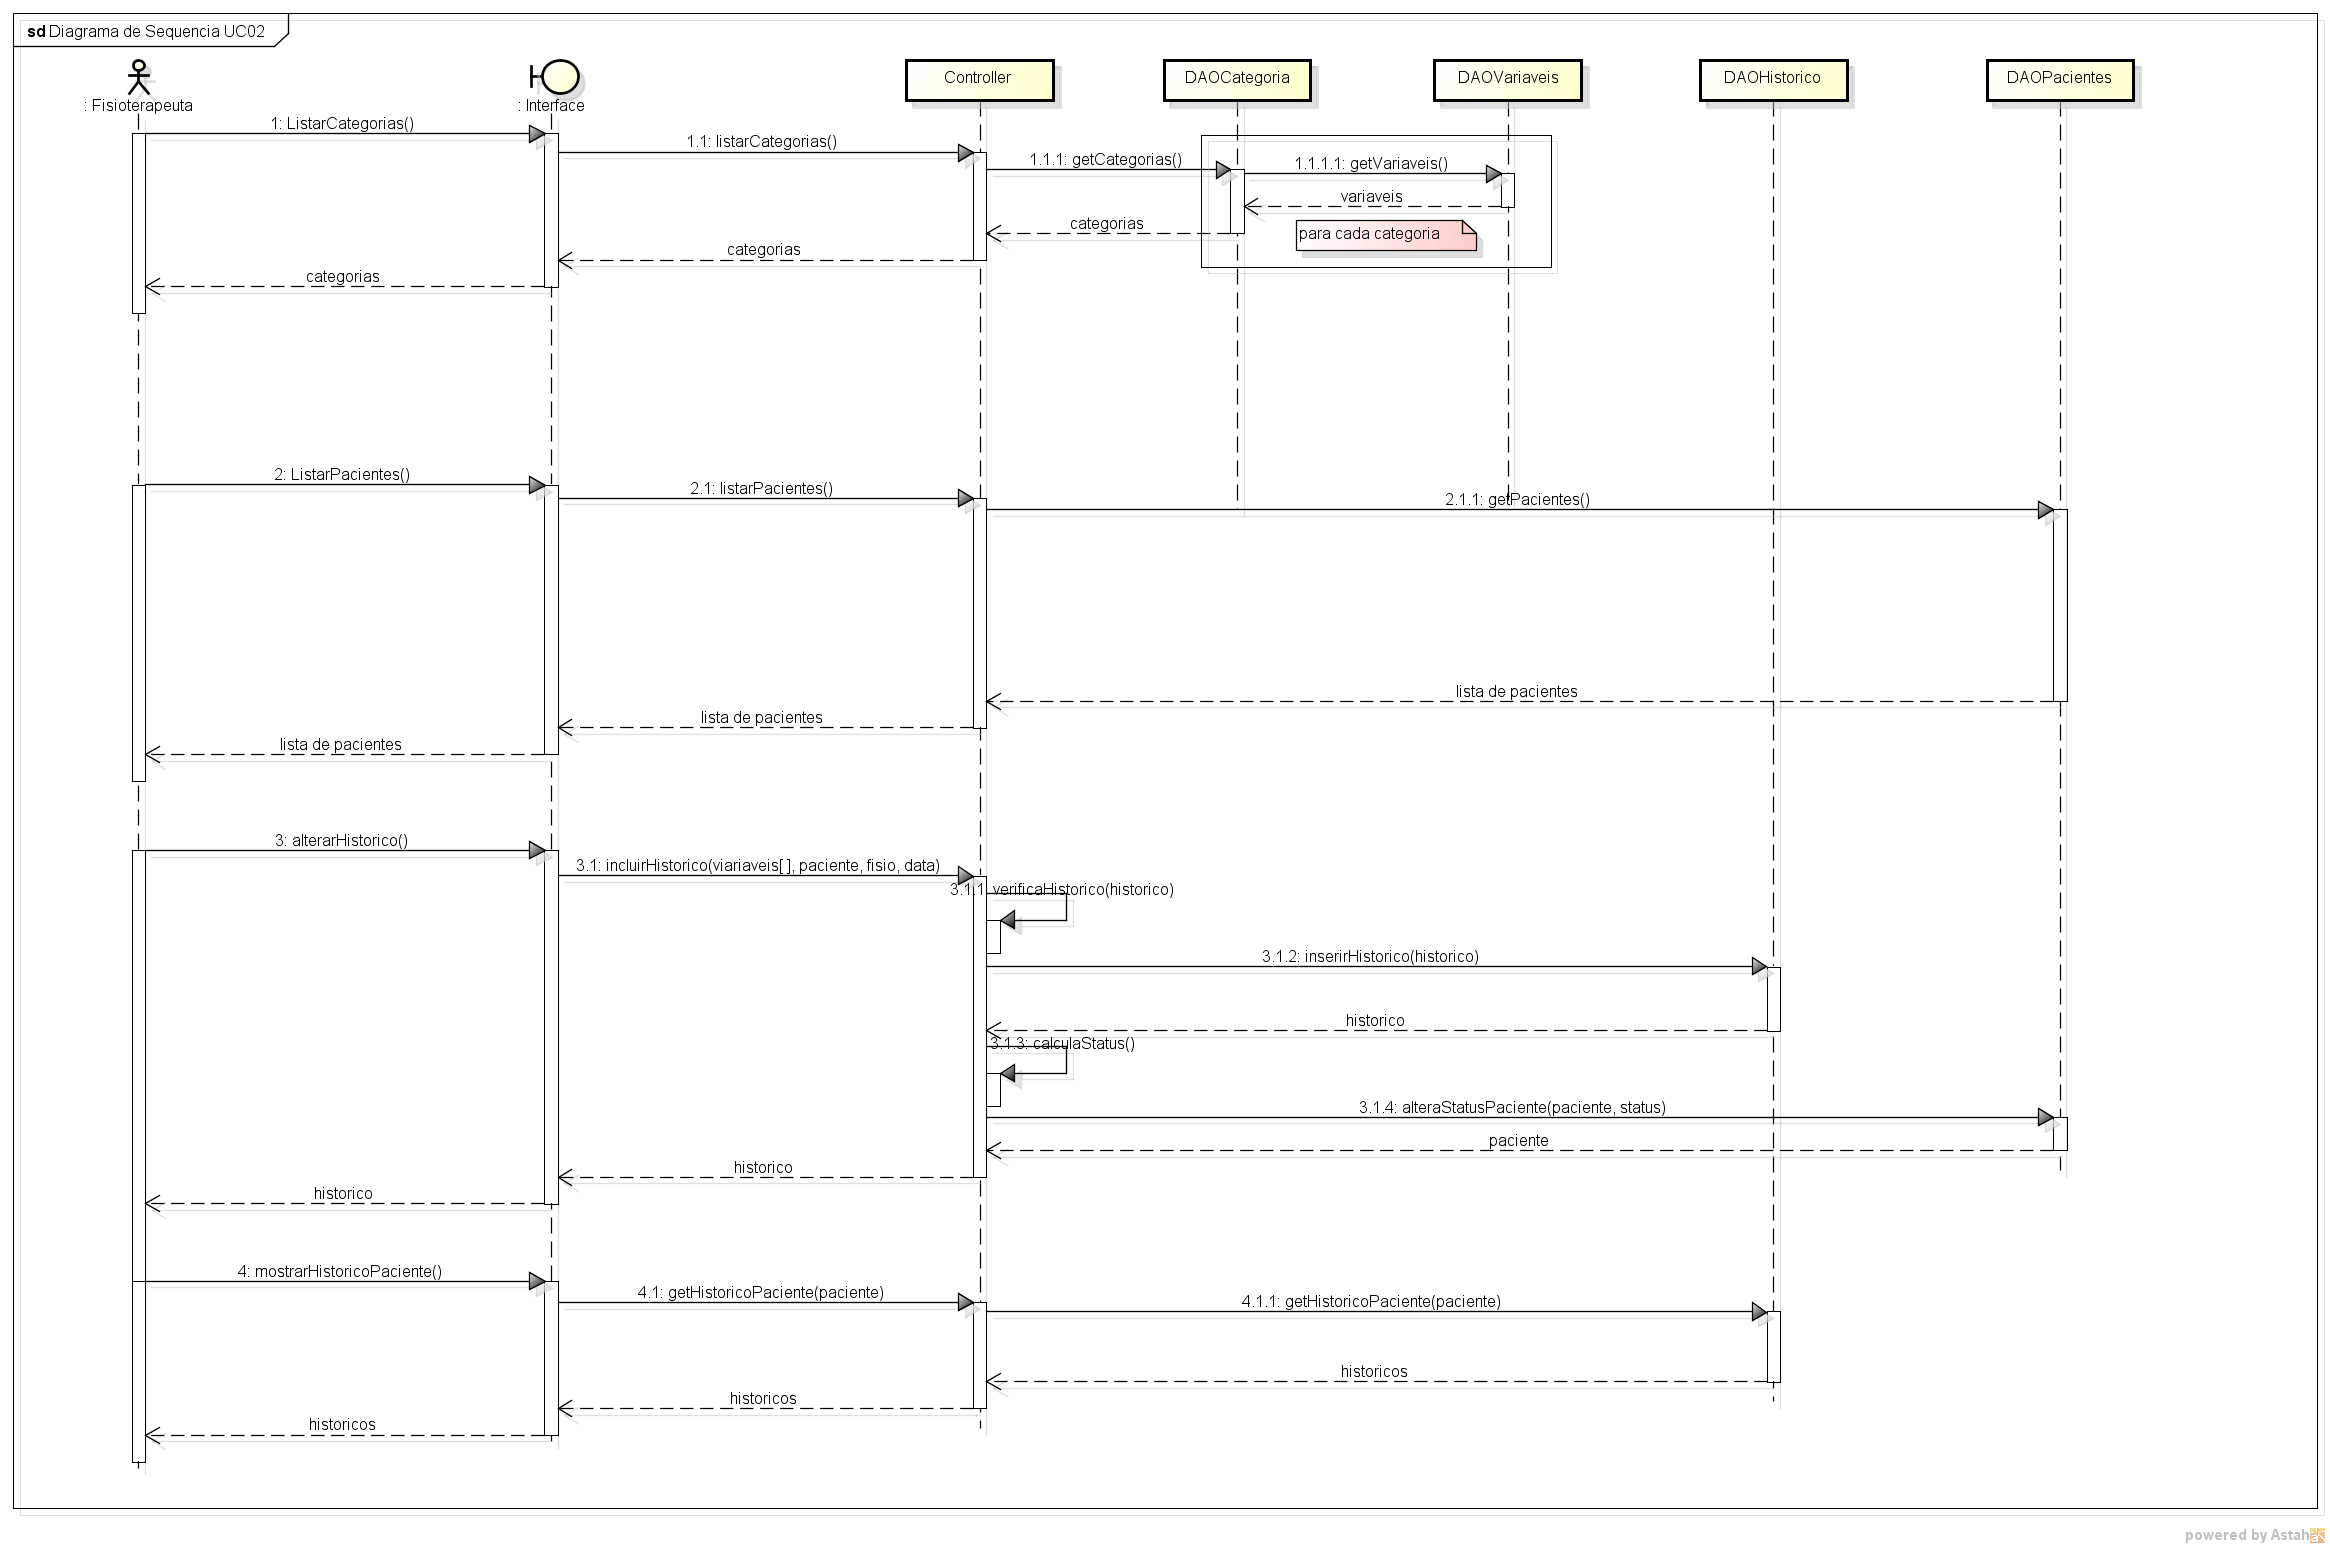 sd Diagrama de Sequencia UC02
: Fisioterapeuta
: Interface
Controller
DAOCategoria
DAOVariaveis
DAOHistorico
DAOPacientes
1: ListarCategorias()
1.1: listarCategorias()
1.1.1: getCategorias()
1.1.1.1: getVariaveis()
variaveis
para cada categoria
categorias
categorias
categorias
2: ListarPacientes()
2.1: listarPacientes()
2.1.1: getPacientes()
lista de pacientes
lista de pacientes
lista de pacientes
3: alterarHistorico()
3.1: incluirHistorico(viariaveis[ ], paciente, fisio, data)
3.1.1: verificaHistorico(historico)
3.1.2: inserirHistorico(historico)
historico
3.1.3: calculaStatus()
3.1.4: alteraStatusPaciente(paciente, status)
paciente
historico
historico
4: mostrarHistoricoPaciente()
4.1: getHistoricoPaciente(paciente)
4.1.1: getHistoricoPaciente(paciente)
historicos
historicos
historicos
powered by Astah